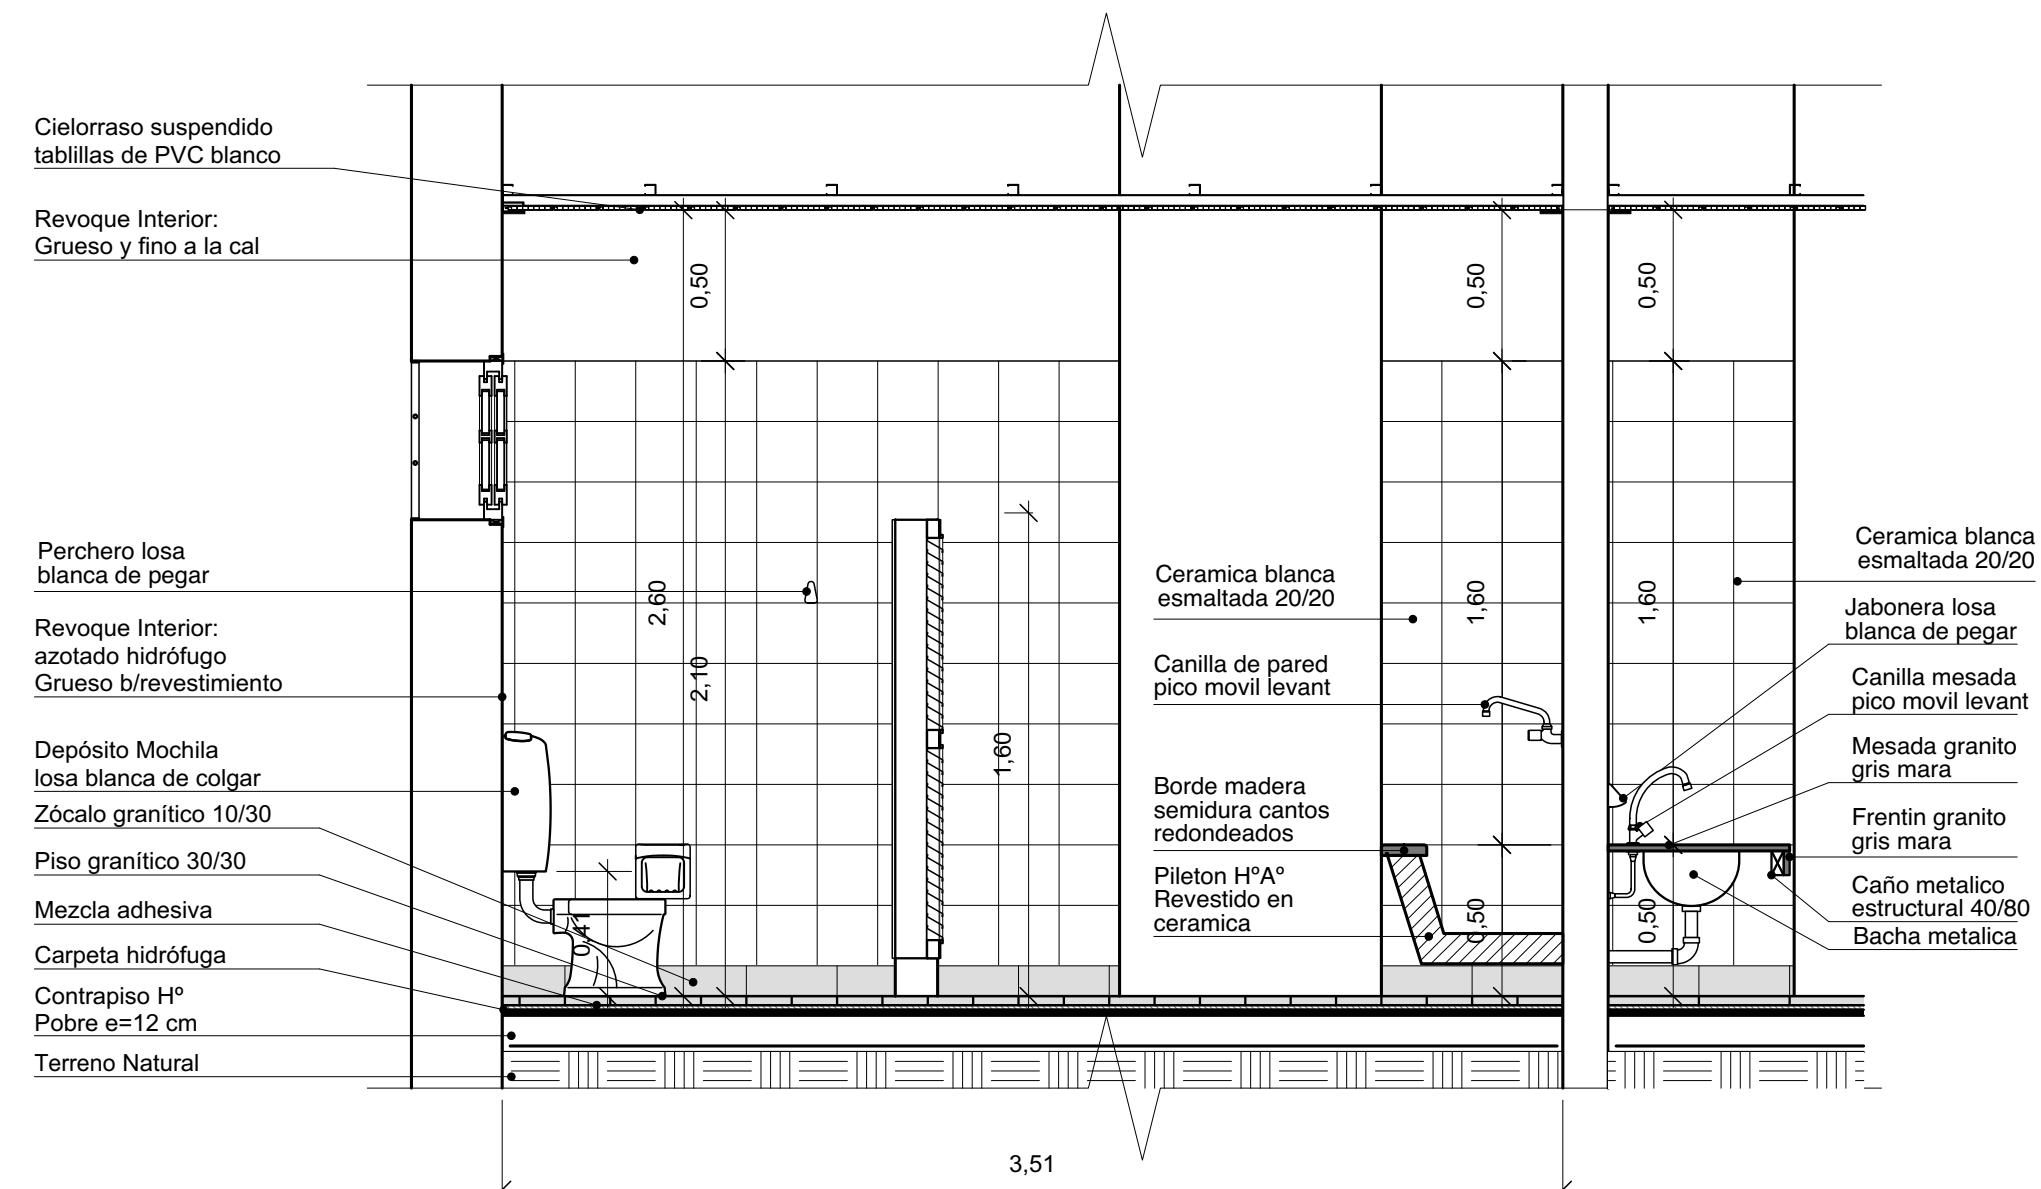 Cielorraso suspendido
tablillas de PVC blanco
Revoque Interior:
Grueso y fino a la cal
Perchero losa
blanca de pegar
Revoque Interior:
azotado hidrófugo
Grueso b/revestimiento
Depósito Mochila
losa blanca de colgar
Zócalo granítico 10/30
Piso granítico 30/30
Mezcla adhesiva
Carpeta hidrófuga
Contrapiso Hº
Pobre e=12 cm
Terreno Natural
0,50
2,60
2,10
0,41
1,60
Ceramica blanca
esmaltada 20/20
Canilla de pared
pico movil levant
Borde madera
semidura cantos
redondeados
Pileton HºAº
Revestido en
ceramica
0,50
1,60
0,50
0,50
1,60
0,50
Ceramica blanca
esmaltada 20/20
Jabonera losa
blanca de pegar
Canilla mesada
pico movil levant
Mesada granito
gris mara
Frentin granito
gris mara
Caño metalico
estructural 40/80
Bacha metalica
3,51